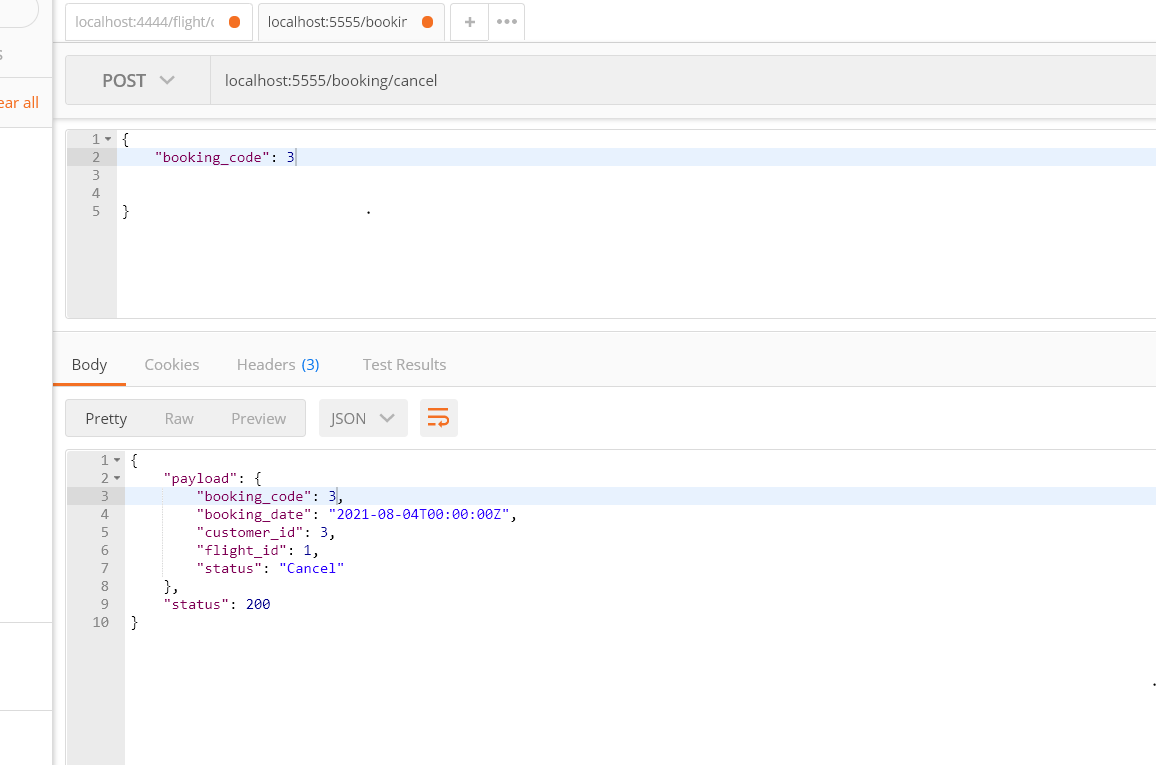 localhost:4444/flight/c
localhost:5555/bookir
+
S
ear all
POST
localhost:5555/booking/cancel
1 {
2 "booking_code": 3
3
4
5 }
Body Cookies Headers (3) Test Results
Pretty Raw Preview JSON
1 {
2 "payload": {
3 "booking_code": 3,
4 "booking_date": "2021-08-04T00:00:00Z",
5 "customer_id": 3,
6 "flight_id": 1,
7 "status": "Cancel"
8 },
9 "status": 200
10 }